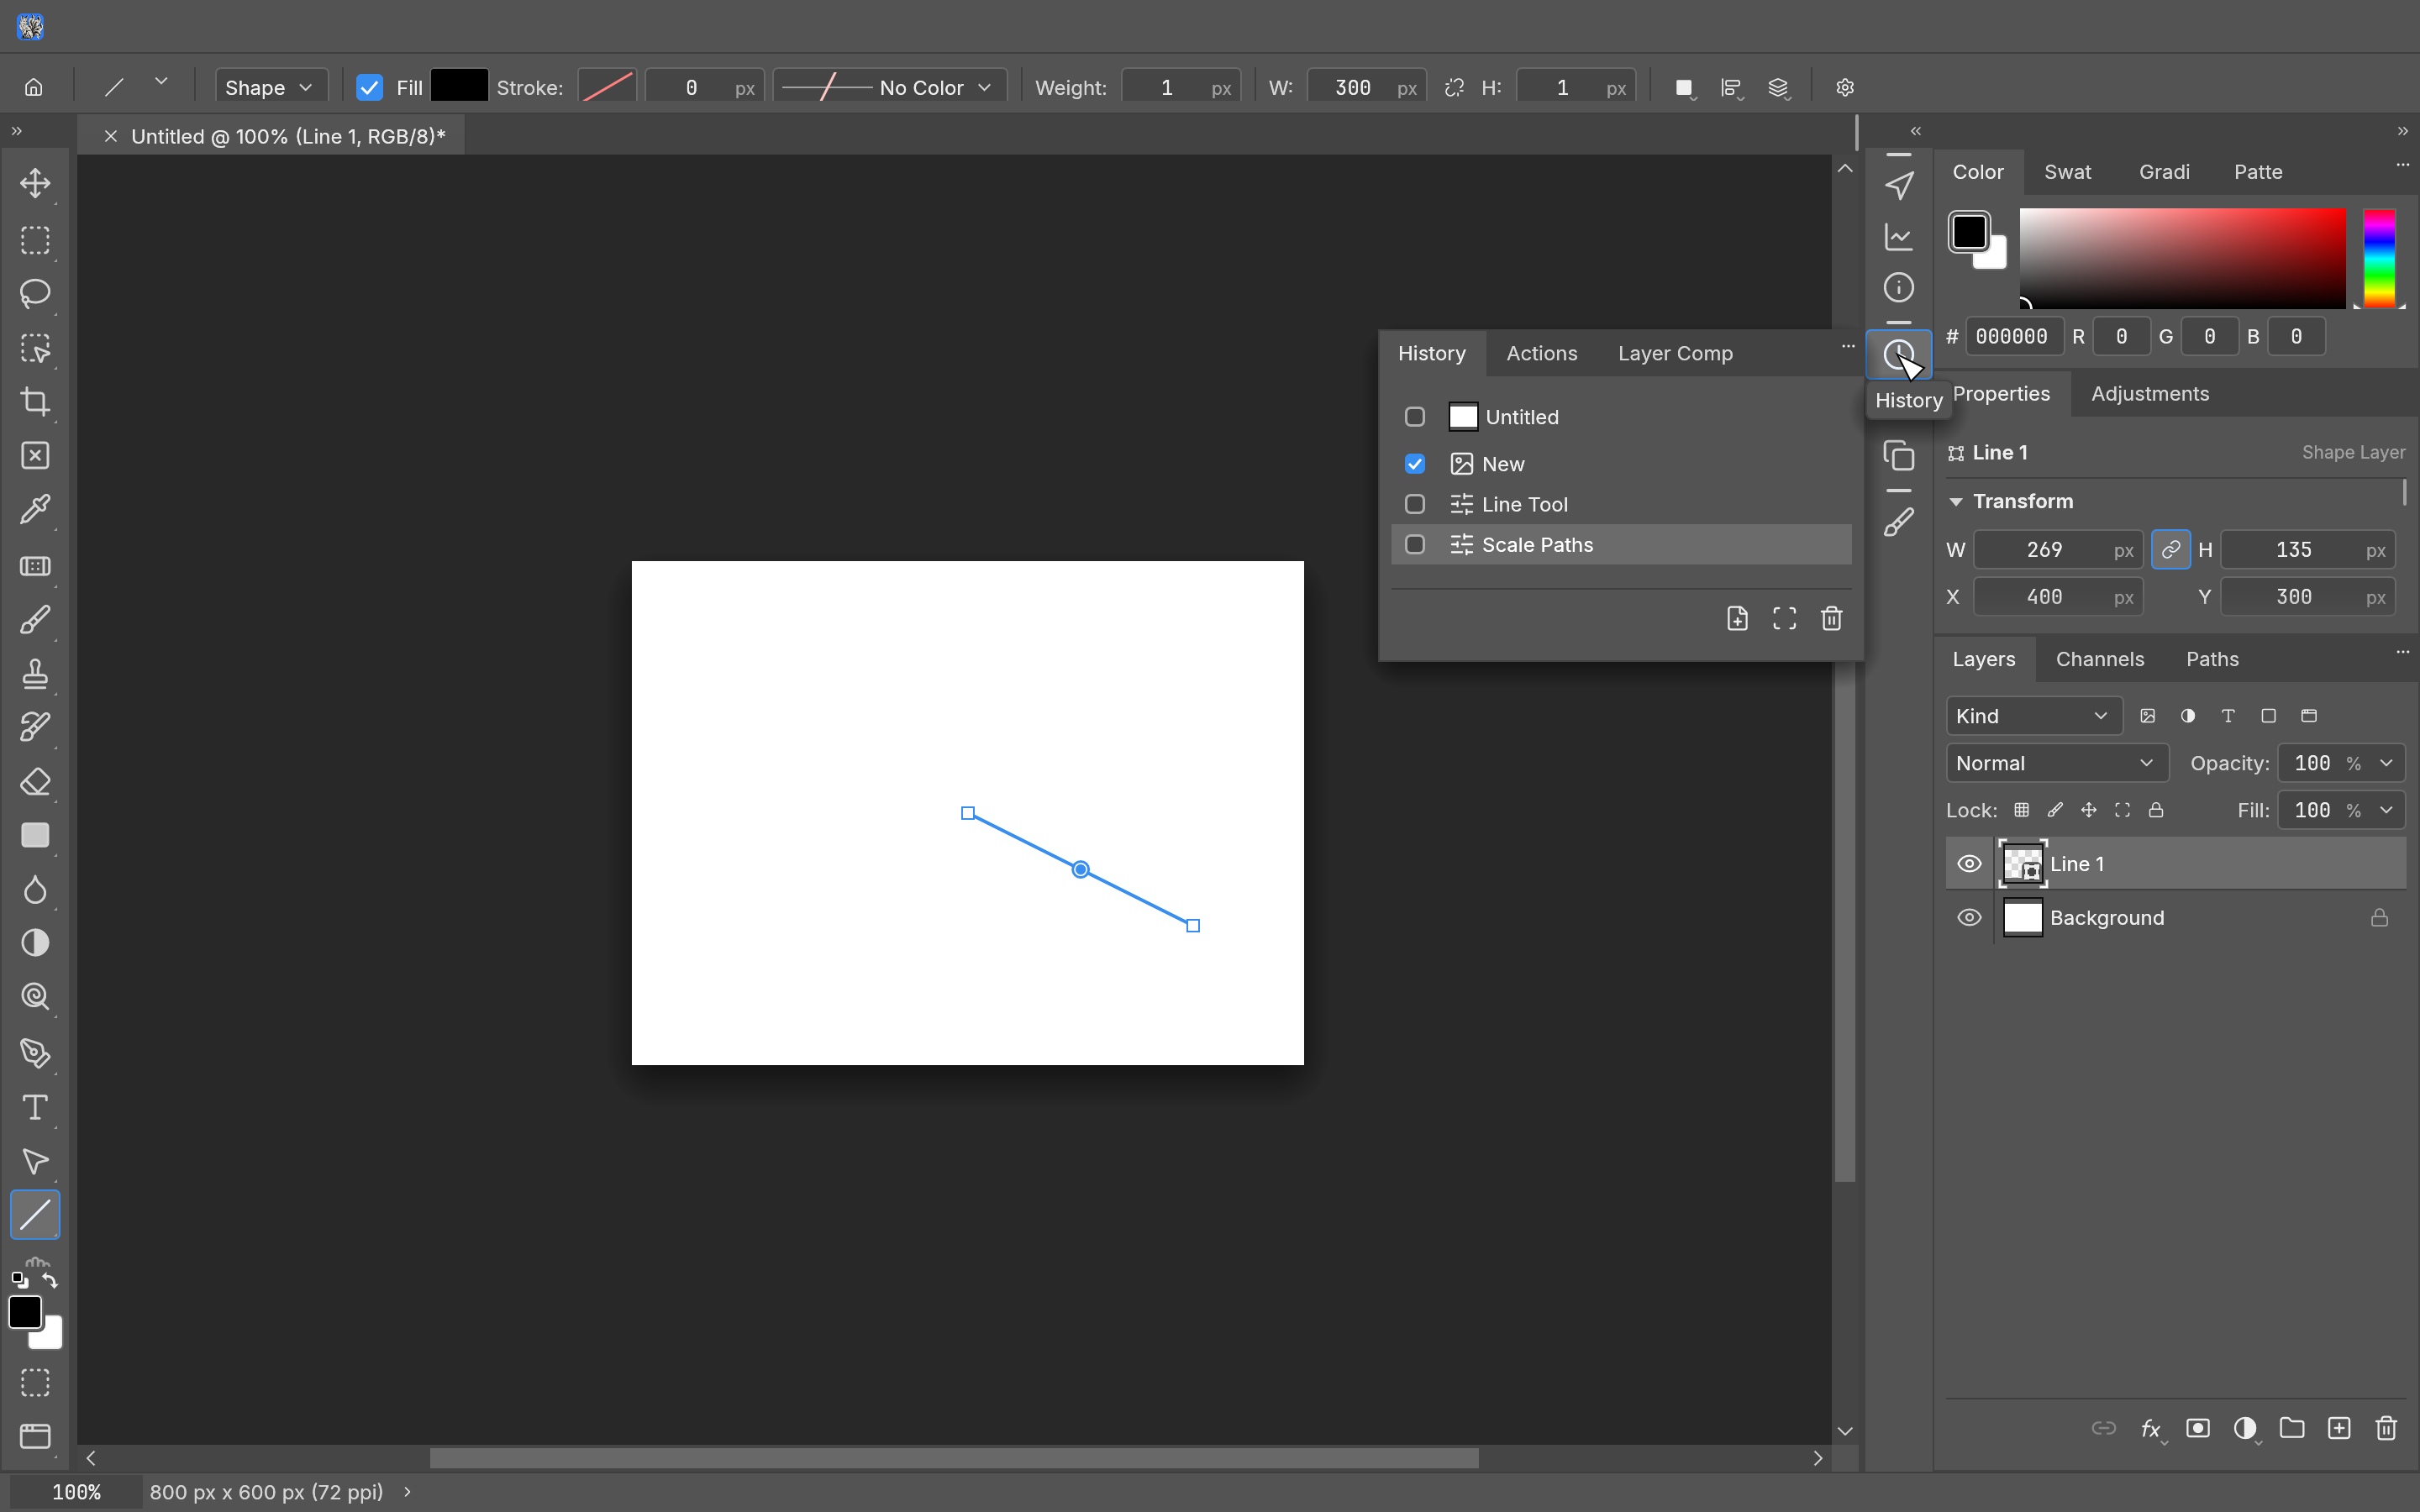 Shape Fill Stroke: 0 px No Color Weight: 1 px W: 300 px H: 1 px
Untitled @ 100% (Line 1, RGB/8)*
Color Swat Gradi Patte
# 000000 R 0 G 0 B 0
History Actions Layer Comp
Untitled
New
Line Tool
Scale Paths
History
Properties Adjustments
Line 1 Shape Layer
Transform
W 269 px H 135 px
X 400 px Y 300 px
Layers Channels Paths
Kind
Normal Opacity: 100 %
Lock: Fill: 100 %
Line 1
Background
fx
100% 800 px x 600 px (72 ppi)